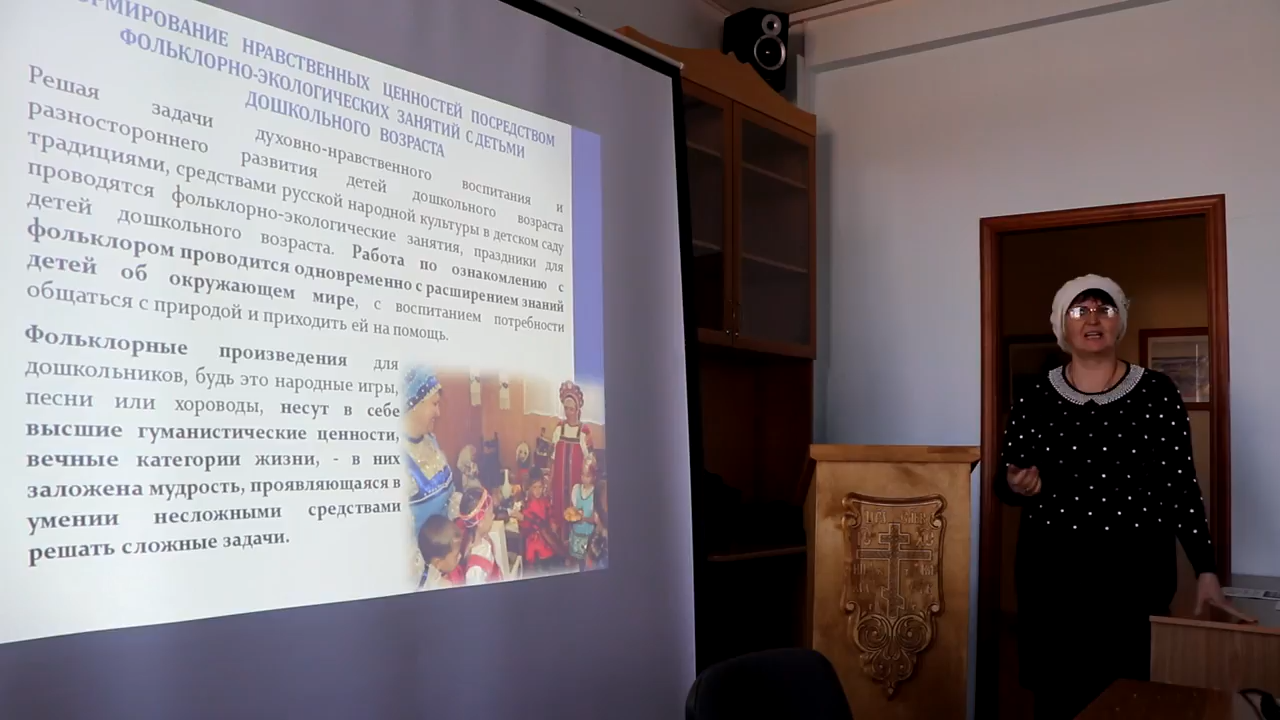 ОРМИРОВАНИЕ НРАВСТВЕННЫХ ЦЕННОСТЕЙ ПОСРЕДСТВОМ
ФОЛЬКЛОРНО-ЭКОЛОГИЧЕСКИХ ЗАНЯТИЙ С ДЕТЬМИ
ДОШКОЛЬНОГО ВОЗРАСТА
Решая задачи духовно-нравственного воспитания и
разностороннего развития детей дошкольного возраста
традициями, средствами русской народной культуры в детском саду
проводятся фольклорно-экологические занятия, праздники для
детей дошкольного возраста. Работа по ознакомлению с
фольклором проводится одновременно с расширением знаний
детей об окружающем мире, с воспитанием потребности
общаться с природой и приходить ей на помощь.
Фольклорные произведения для
дошкольников, будь это народные игры,
песни или хороводы, несут в себе
высшие гуманистические ценности,
вечные категории жизни, - в них
заложена мудрость, проявляющаяся в
умении несложными средствами
решать сложные задачи.